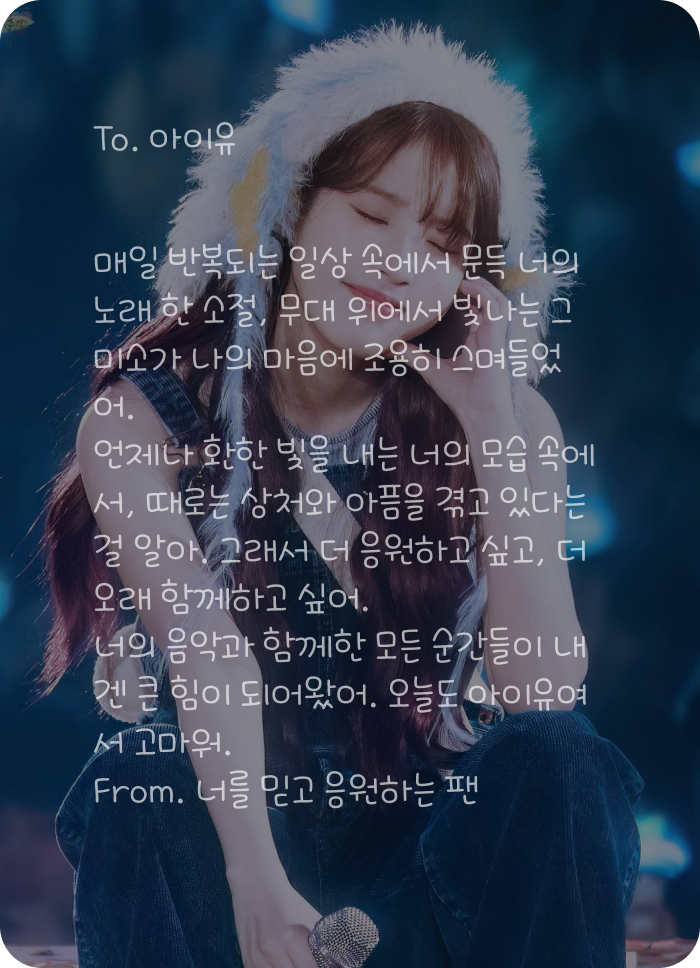 To. 아이유
매일 반복되는 일상 속에서 문득 너의
노래 한 소절, 무대 위에서 빛나는 그
미소가 나의 마음에 조용히 스며들었
어.
언제나 환한 빛을 내는 너의 모습 속에
서, 때로는 상처와 아픔을 겪고 있다는
걸 알아. 그래서 더 응원하고 싶고, 더
오래 함께하고 싶어.
너의 음악과 함께한 모든 순간들이 내
겐 큰 힘이 되어왔어. 오늘도 아이유여
서 고마워.
From. 너를 믿고 응원하는 팬